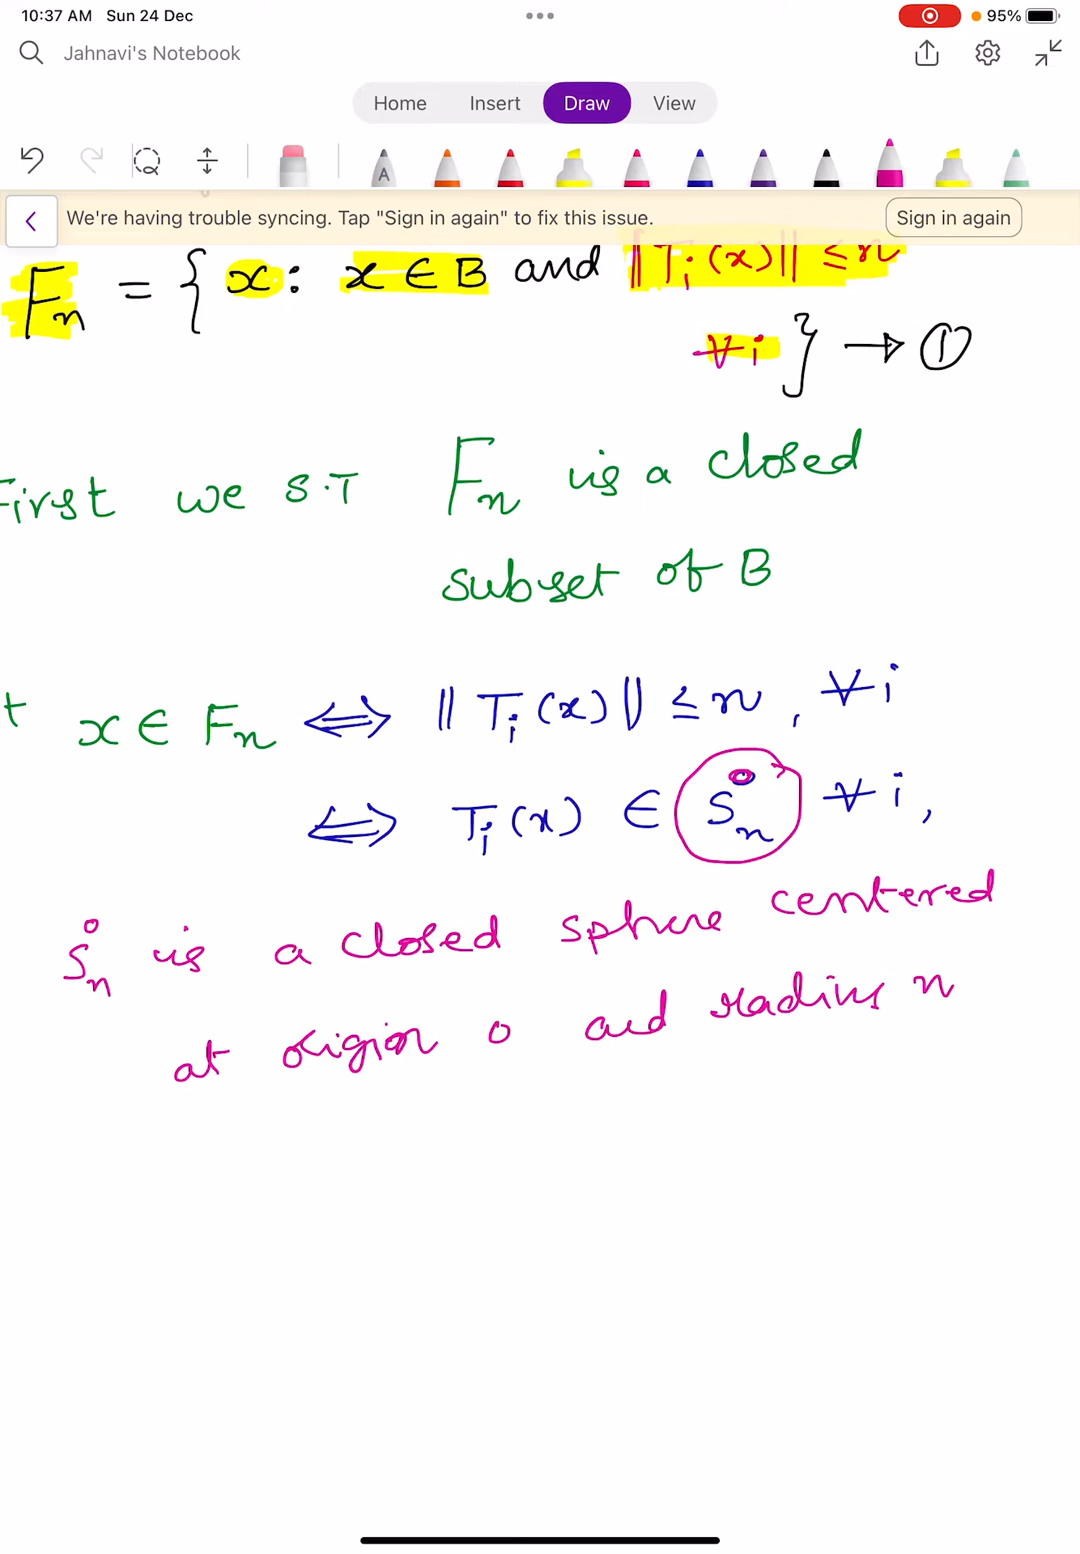 10:37 AM Sun 24 Dec 95%
Jahnavi's Notebook
Home Insert Draw View
A
We're having trouble syncing. Tap "Sign in again" to fix this issue. Sign in again
Fₙ = { x : x ∈ B and ‖Tᵢ(x)‖ ≤ n
∀ i } → ①
First we S.T Fₙ is a closed
subset of B
t x ∈ Fₙ ⟺ ‖Tᵢ(x)‖ ≤ n, ∀ i
⟺ Tᵢ(x) ∈ Sₙ° ∀ i,
Sₙ° is a closed sphere centered
at origin o and radius n